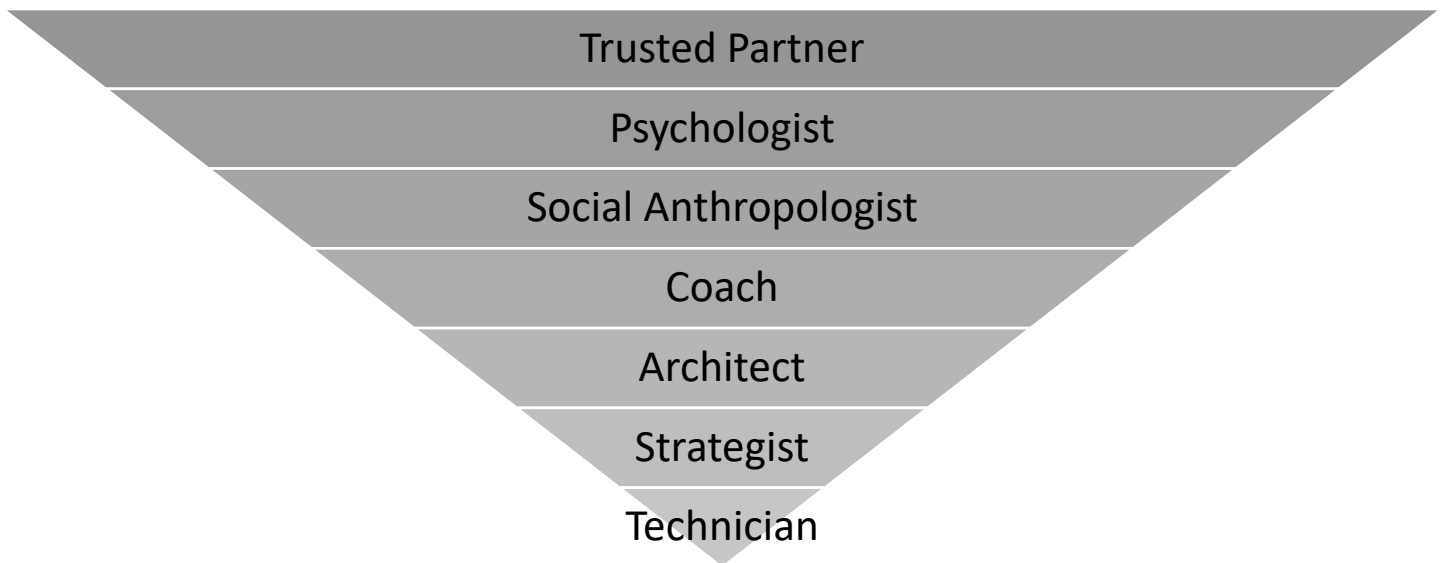 Trusted Partner
Psychologist
Social Anthropologist
Coach
Architect
Strategist
Technician